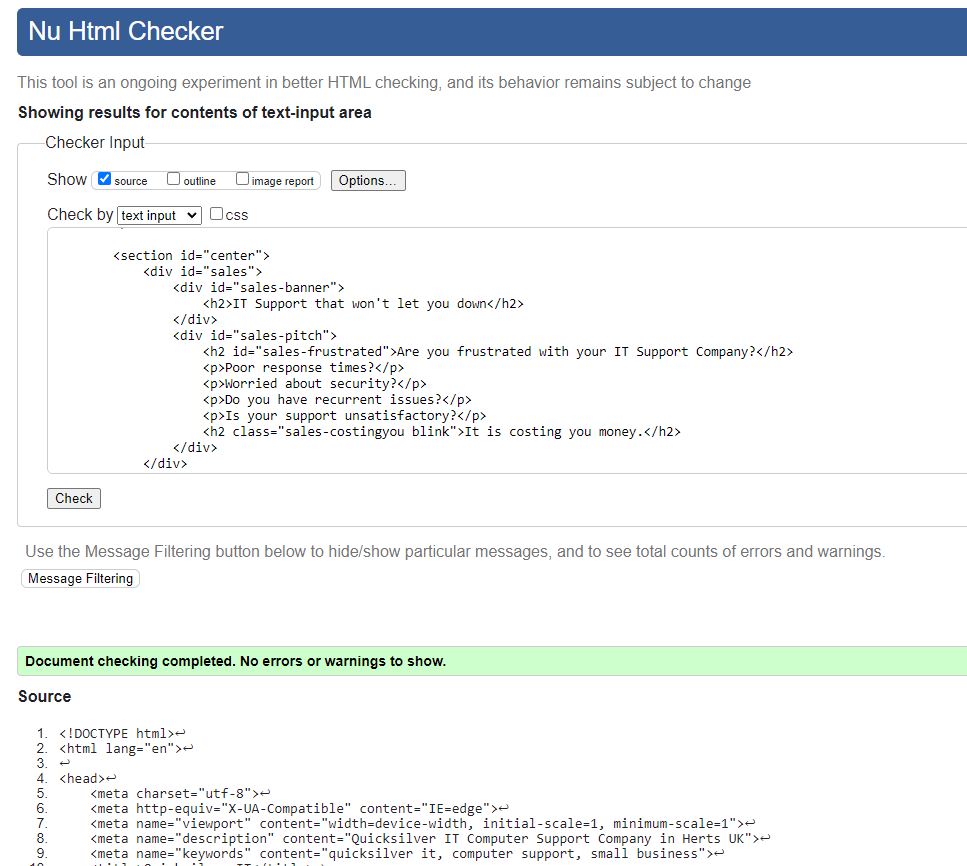 Nu Html Checker
This tool is an ongoing experiment in better HTML checking, and its behavior remains subject to change
Showing results for contents of text-input area
Checker Input
Show source outline image report Options...
Check by text input css
<section id="center">
<div id="sales">
<div id="sales-banner">
<h2>IT Support that won't let you down</h2>
</div>
<div id="sales-pitch">
<h2 id="sales-frustrated">Are you frustrated with your IT Support Company?</h2>
<p>Poor response times?</p>
<p>Worried about security?</p>
<p>Do you have recurrent issues?</p>
<p>Is your support unsatisfactory?</p>
<h2 class="sales-costingyou blink">It is costing you money.</h2>
</div>
</div>
Check
Use the Message Filtering button below to hide/show particular messages, and to see total counts of errors and warnings.
Message Filtering
Document checking completed. No errors or warnings to show.
Source
1. <!DOCTYPE html>↩
2. <html lang="en">↩
3. ↩
4. <head>↩
5. <meta charset="utf-8">↩
6. <meta http-equiv="X-UA-Compatible" content="IE=edge">↩
7. <meta name="viewport" content="width=device-width, initial-scale=1, minimum-scale=1">↩
8. <meta name="description" content="Quicksilver IT Computer Support Company in Herts UK">↩
9. <meta name="keywords" content="quicksilver it, computer support, small business">↩